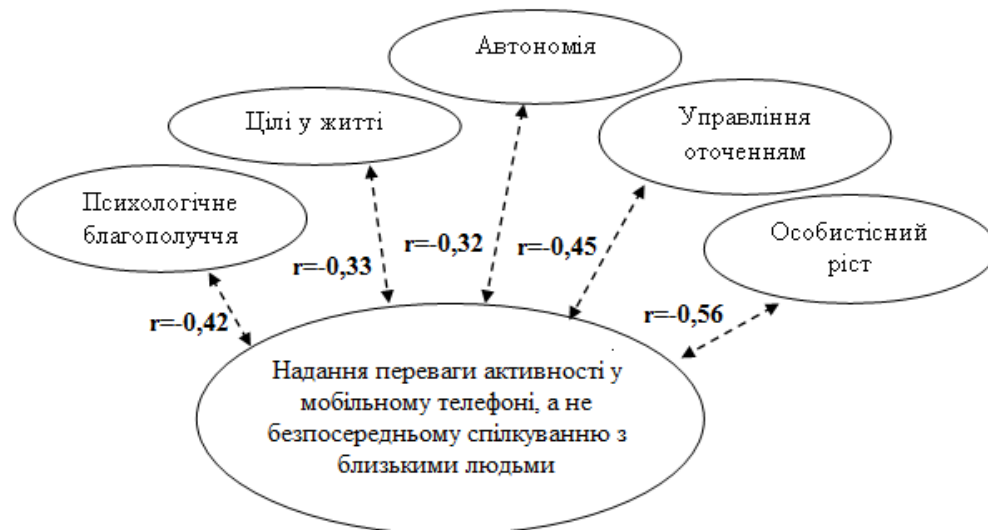 Автономія
Цілі у житті
Управління
оточенням
Психологічне
благополуччя
Особистісний
ріст
r=-0,42
r=-0,33
r=-0,32
r=-0,45
r=-0,56
Надання переваги активності у
мобільному телефоні, а не
безпосередньому спілкуванню з
близькими людьми